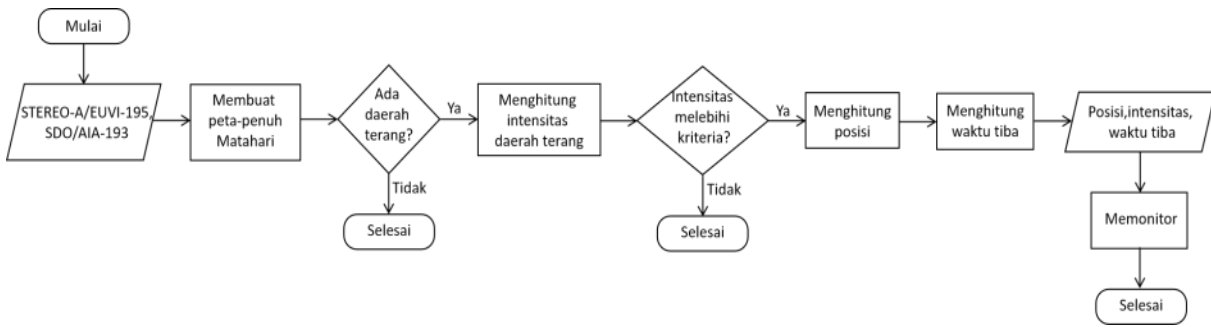 Mulai
STEREO-A/EUVI-195,
SDO/AIA-193
Membuat
peta-penuh
Matahari
Ada
daerah
terang?
Ya
Tidak
Selesai
Menghitung
intensitas
daerah terang
Intensitas
melebihi
kriteria?
Ya
Tidak
Selesai
Menghitung
posisi
Menghitung
waktu tiba
Posisi,intensitas,
waktu tiba
Memonitor
Selesai